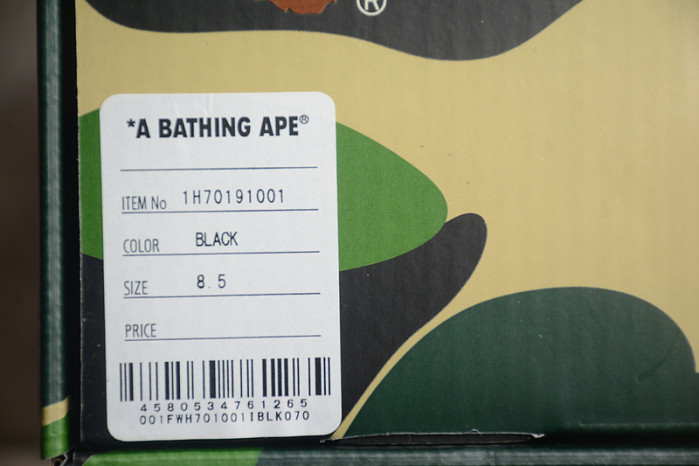 ®
*A BATHING APE®
ITEM No 1H70191001
COLOR BLACK
SIZE 8.5
PRICE
4580534761265
001FWH701001IBLK070